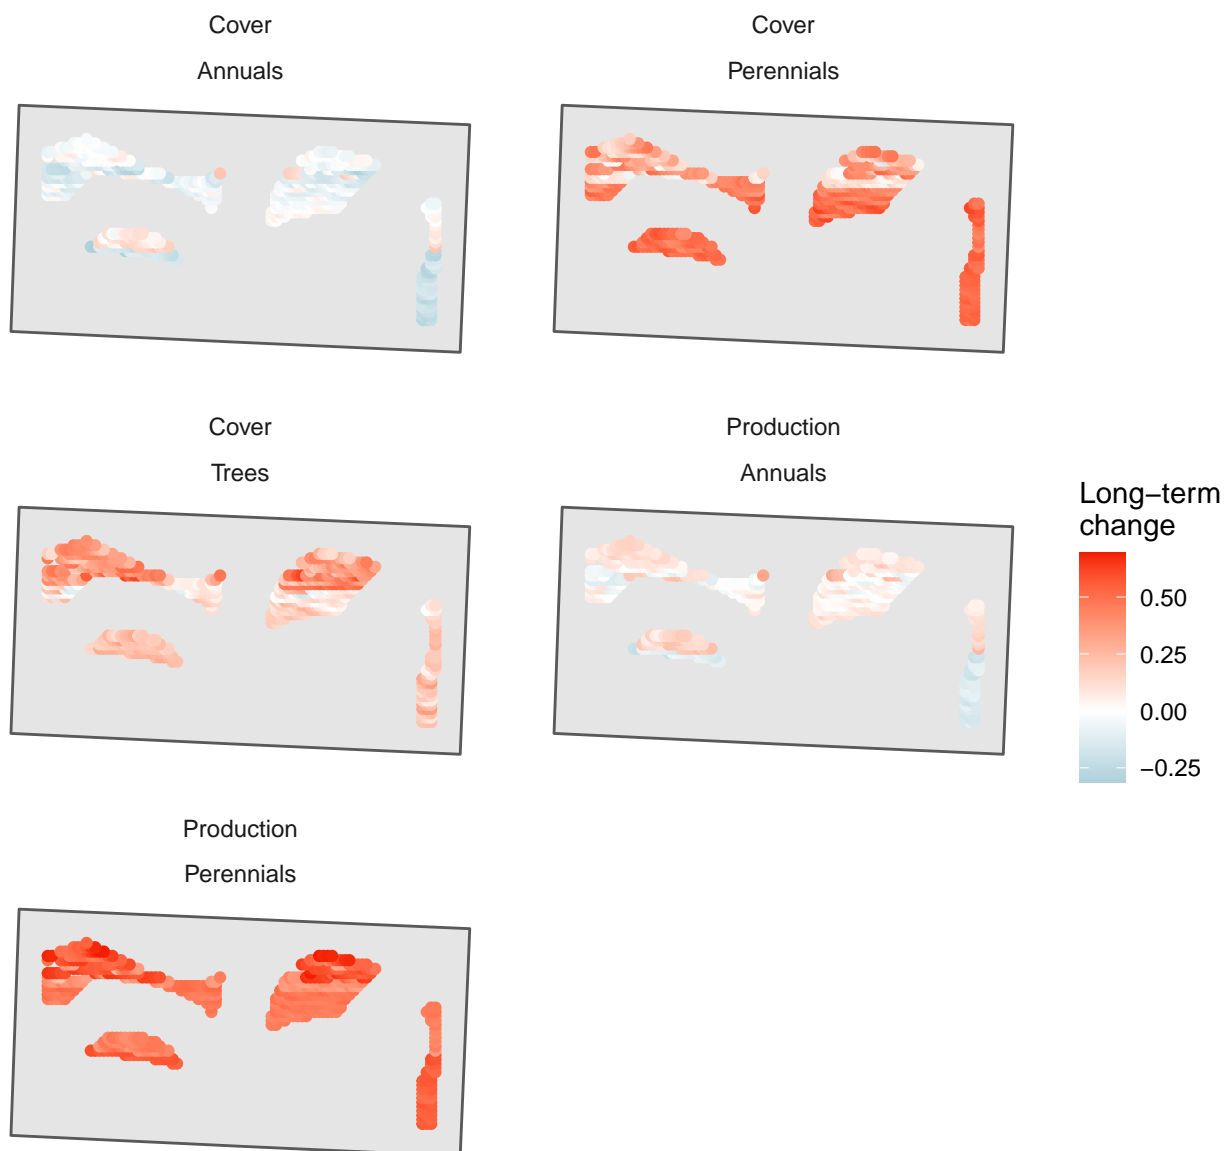 Cover
Annuals
Cover
Perennials
Cover
Trees
Production
Annuals
Long−term
change
0.50
0.25
0.00
−0.25
Production
Perennials